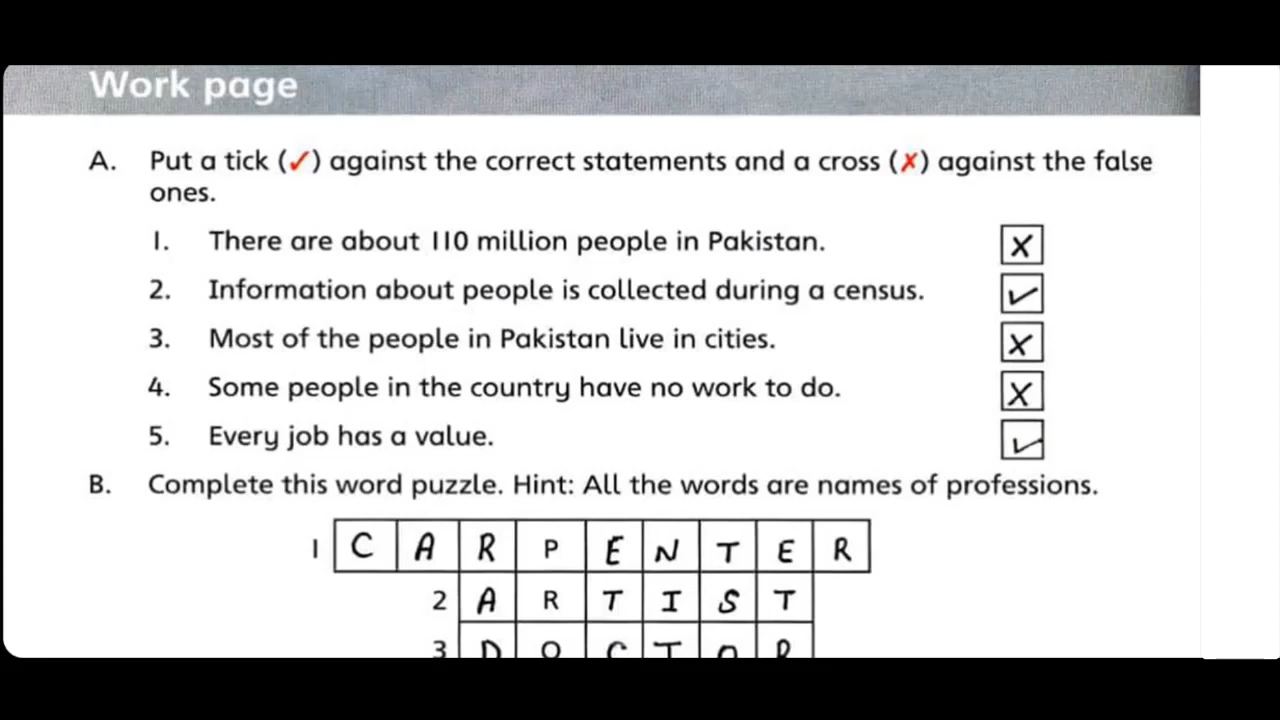 Work page
A. Put a tick (✓) against the correct statements and a cross (✗) against the false
ones.
1. There are about 110 million people in Pakistan. X
2. Information about people is collected during a census. ✓
3. Most of the people in Pakistan live in cities. X
4. Some people in the country have no work to do. X
5. Every job has a value. ✓
B. Complete this word puzzle. Hint: All the words are names of professions.
1 C A R P E N T E R
2 A R T I S T
3 D O C T O R